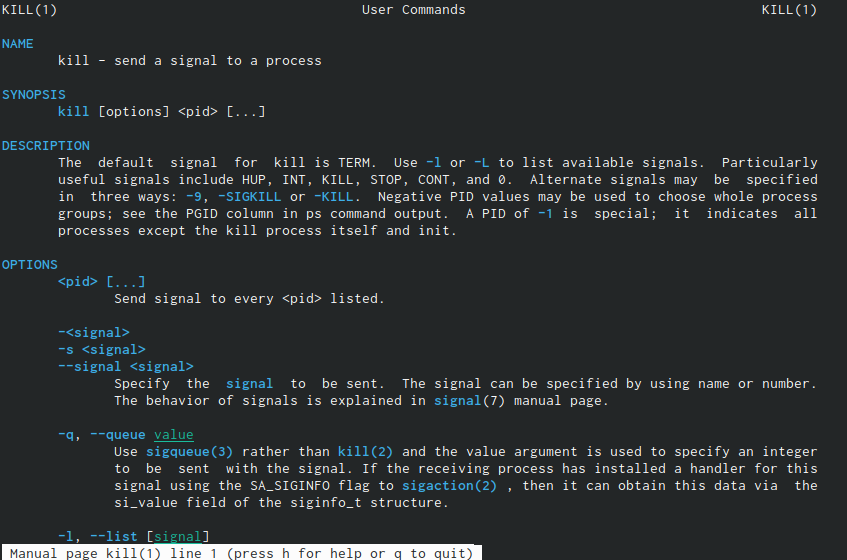 KILL(1) User Commands KILL(1)
NAME
kill - send a signal to a process
SYNOPSIS
kill [options] <pid> [...]
DESCRIPTION
The default signal for kill is TERM. Use -l or -L to list available signals. Particularly
useful signals include HUP, INT, KILL, STOP, CONT, and 0. Alternate signals may be specified
in three ways: -9, -SIGKILL or -KILL. Negative PID values may be used to choose whole process
groups; see the PGID column in ps command output. A PID of -1 is special; it indicates all
processes except the kill process itself and init.
OPTIONS
<pid> [...]
Send signal to every <pid> listed.
-<signal>
-s <signal>
--signal <signal>
Specify the signal to be sent. The signal can be specified by using name or number.
The behavior of signals is explained in signal(7) manual page.
-q, --queue value
Use sigqueue(3) rather than kill(2) and the value argument is used to specify an integer
to be sent with the signal. If the receiving process has installed a handler for this
signal using the SA_SIGINFO flag to sigaction(2) , then it can obtain this data via the
si_value field of the siginfo_t structure.
-l, --list [signal]
Manual page kill(1) line 1 (press h for help or q to quit)